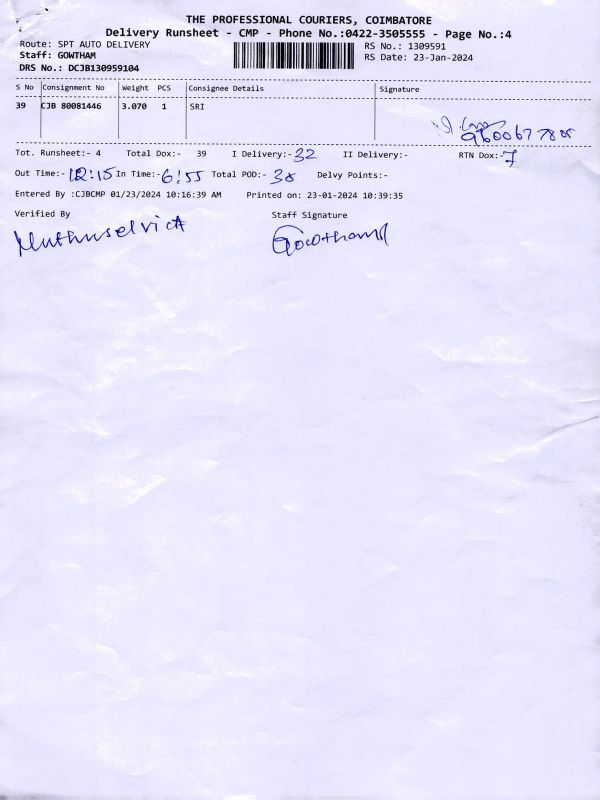 THE PROFESSIONAL COURIERS, COIMBATORE
Delivery Runsheet - CMP - Phone No.:0422-3505555 - Page No.:4
Route: SPT AUTO DELIVERY RS No.: 1309591
Staff: GOWTHAM RS Date: 23-Jan-2024
DRS No.: DCJB130959104
S No Consignment No Weight PCS Consignee Details Signature
39 CJB 80081446 3.070 1 SRI
Tot. Runsheet:- 4 Total Dox:- 39 I Delivery:- 32 II Delivery:- RTN Dox:- 7
Out Time:- 12:15 In Time:- 6:55 Total POD:- 38 Delvy Points:-
Entered By :CJBCMP 01/23/2024 10:16:39 AM Printed on: 23-01-2024 10:39:35
Verified By Staff Signature
Muthuselvi Gowtham